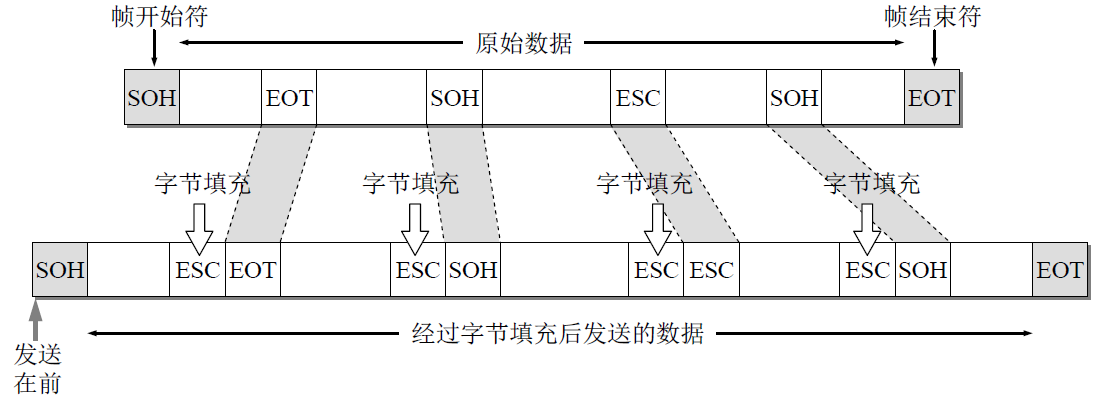 帧开始符
帧结束符
原始数据
SOH EOT SOH ESC SOH EOT
字节填充 字节填充 字节填充 字节填充
SOH ESC EOT ESC SOH ESC ESC ESC SOH EOT
经过字节填充后发送的数据
发送
在前